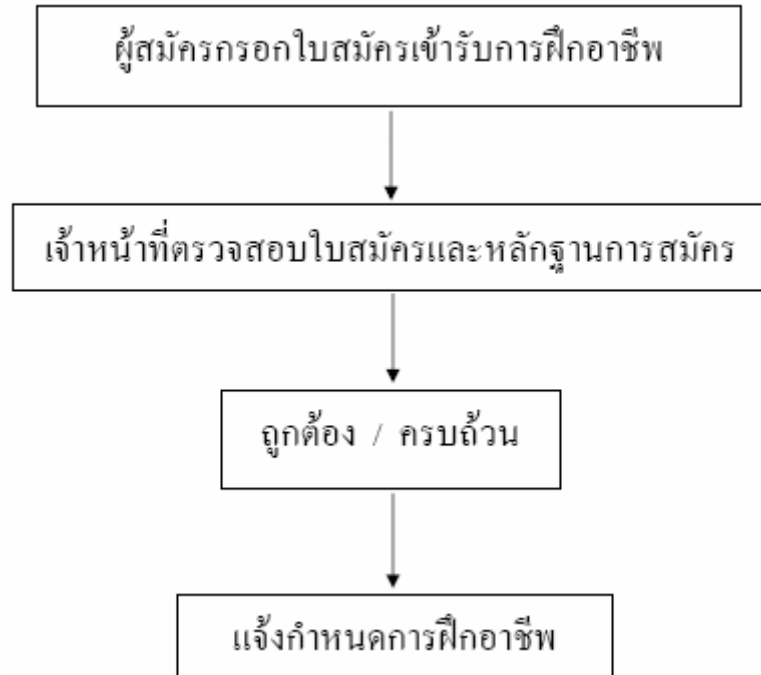 ผู้สมัครกรอกใบสมัครเข้ารับการฝึกอาชีพ
เจ้าหน้าที่ตรวจสอบใบสมัครและหลักฐานการสมัคร
ถูกต้อง / ครบถ้วน
แจ้งกำหนดการฝึกอาชีพ